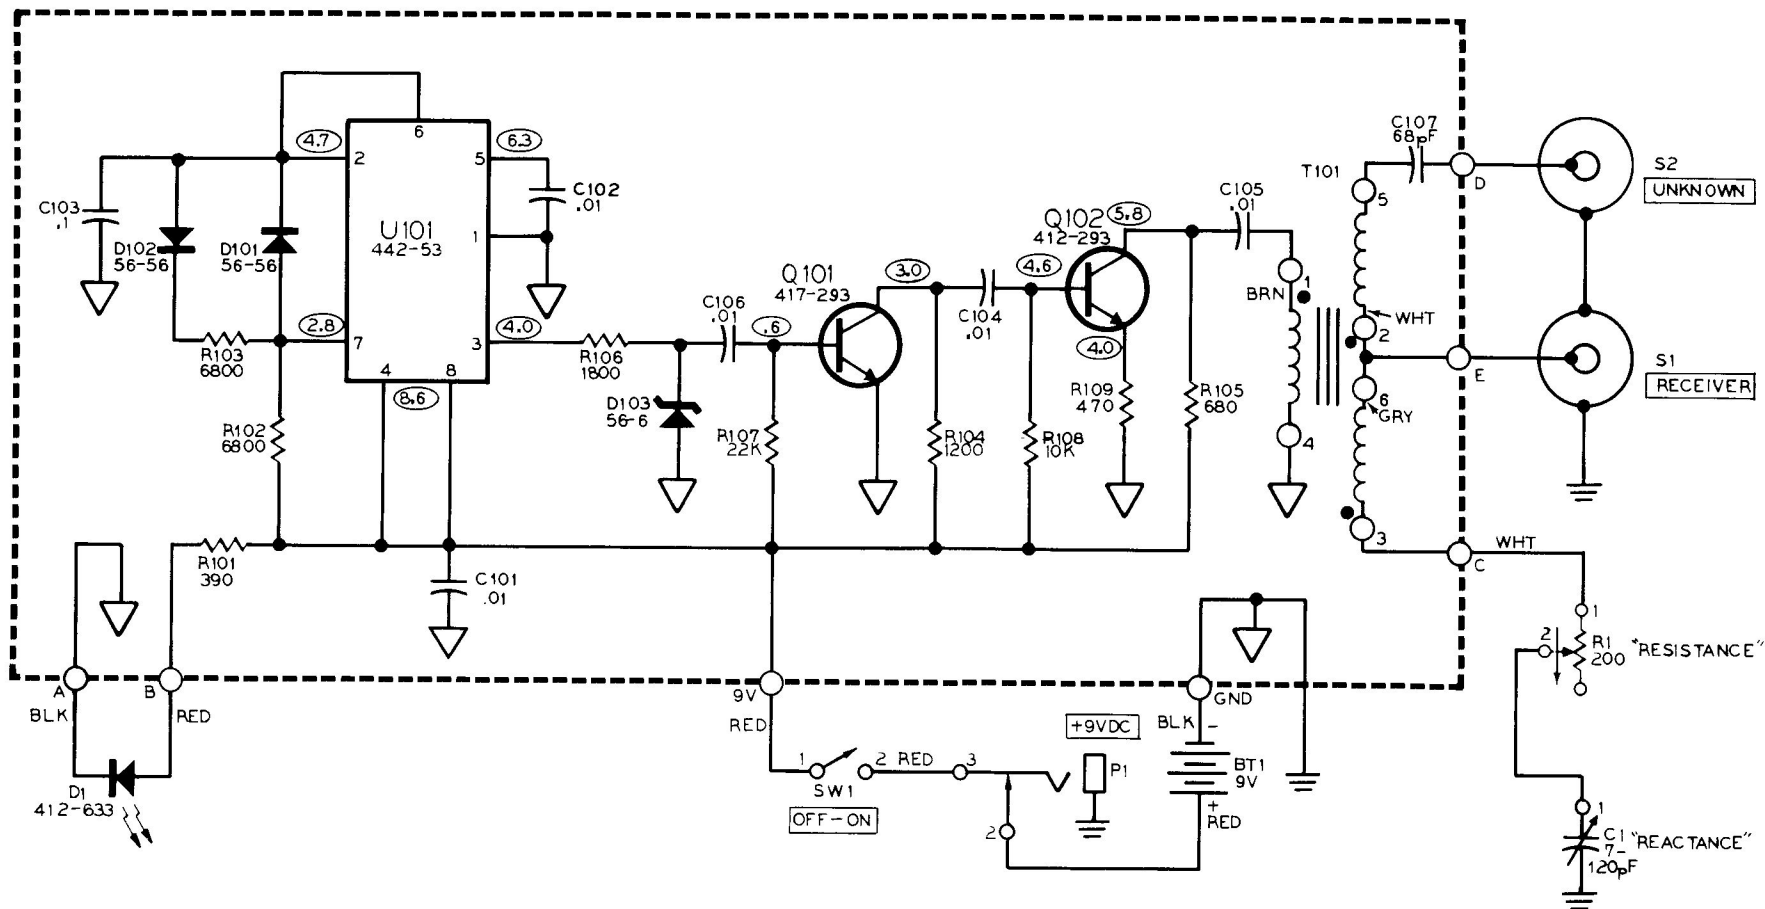 C107
68pF
T101
D
S2
UNKNOWN
5
4.7
6
6.3
2
5
C102
.01
C103
.1
U101
442-53
1
D102
56-56
D101
56-56
C105
.01
Q102
412-293
5.8
4.6
3.0
1
BRN
WHT
2
E
S1
RECEIVER
Q101
417-293
C106
.01
C104
.01
2.8
7
3
4.0
.6
4.0
R103
6800
R106
1800
4
8
8.6
6
GRY
D103
56-6
R109
470
R105
680
R102
6800
R107
22K
R104
1200
R108
10K
4
3
WHT
C
R101
390
C101
.01
1
2
R1
200
"RESISTANCE"
A
B
9V
GND
BLK
RED
RED
BLK
-
+9VDC
1
2
RED
3
P1
BT1
9V
D1
412-633
SW1
OFF-ON
2
+
RED
1
C1
7-
120pF
"REACTANCE"